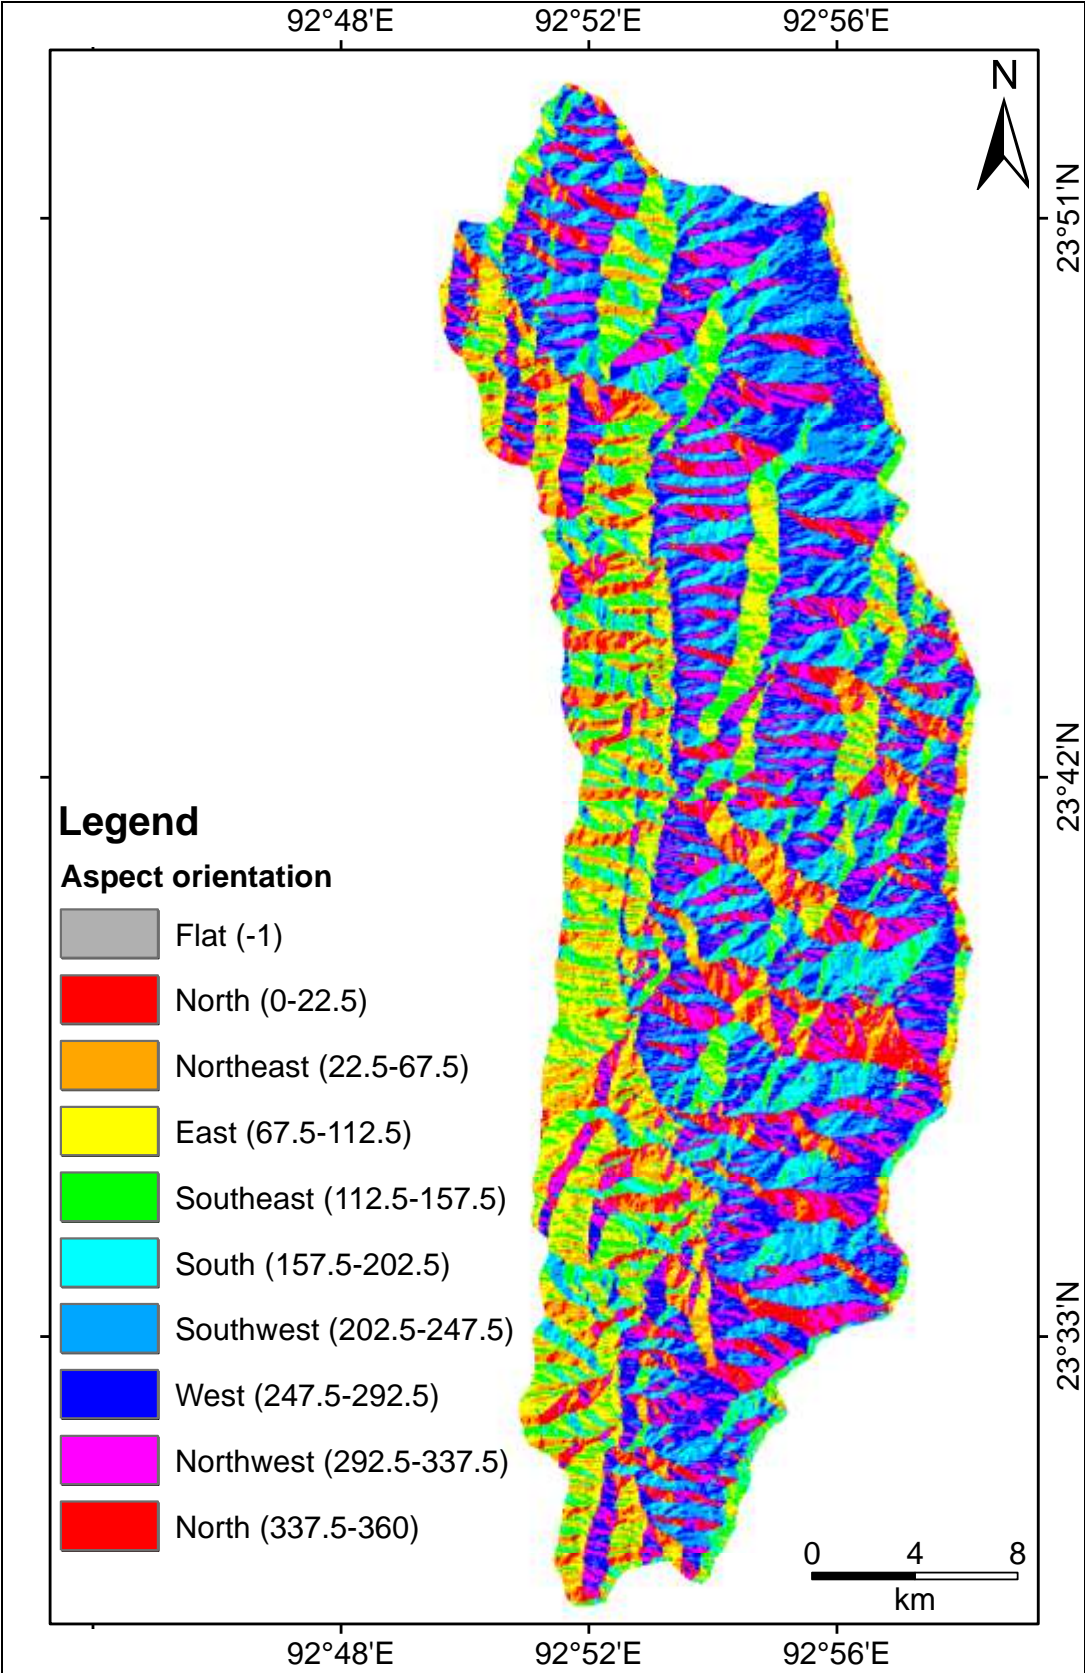 92°48'E 92°52'E 92°56'E
N
23°51'N
23°42'N
Legend
Aspect orientation
Flat (-1)
North (0-22.5)
Northeast (22.5-67.5)
East (67.5-112.5)
Southeast (112.5-157.5)
South (157.5-202.5)
Southwest (202.5-247.5)
23°33'N
West (247.5-292.5)
Northwest (292.5-337.5)
North (337.5-360)
0 4 8
km
92°48'E 92°52'E 92°56'E